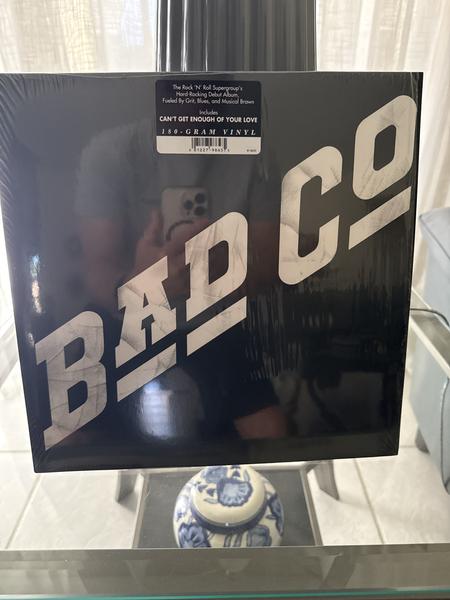 The Rock 'N' Roll Supergroup's
Hard-Rocking Debut Album,
Fueled By Grit, Blues, and Musical Brawn
Includes
CAN'T GET ENOUGH OF YOUR LOVE
180-GRAM VINYL
BAD CO